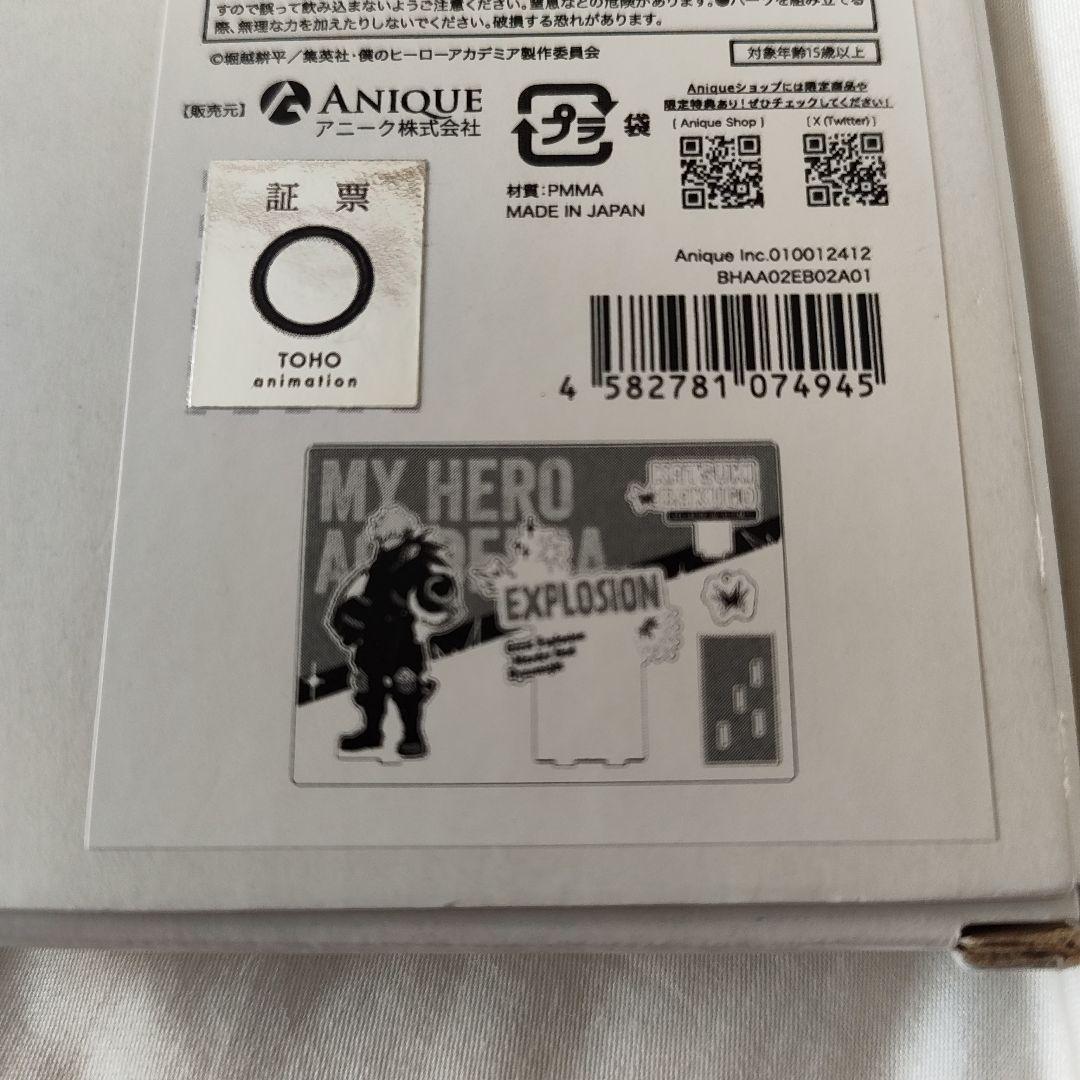 すので誤って飲み込まないようご注意ください。窒息などの危険があります。●パーツを組み立てる
際、無理な力を加えたりしないでください。破損する恐れがあります。
©堀越耕平／集英社・僕のヒーローアカデミア製作委員会
対象年齢15歳以上
【販売元】
ANIQUE
アニーク株式会社
プラ
袋
Aniqueショップには限定商品や
限定特典あり！ぜひチェックしてください！
[ Anique Shop ]
[ X (Twitter) ]
材質：PMMA
MADE IN JAPAN
証 票
TOHO
animation
Anique Inc.010012412
BHAA02EB02A01
4 582781 074945
MY HERO
KATSUKI
BAKUGO
EXPLOSION